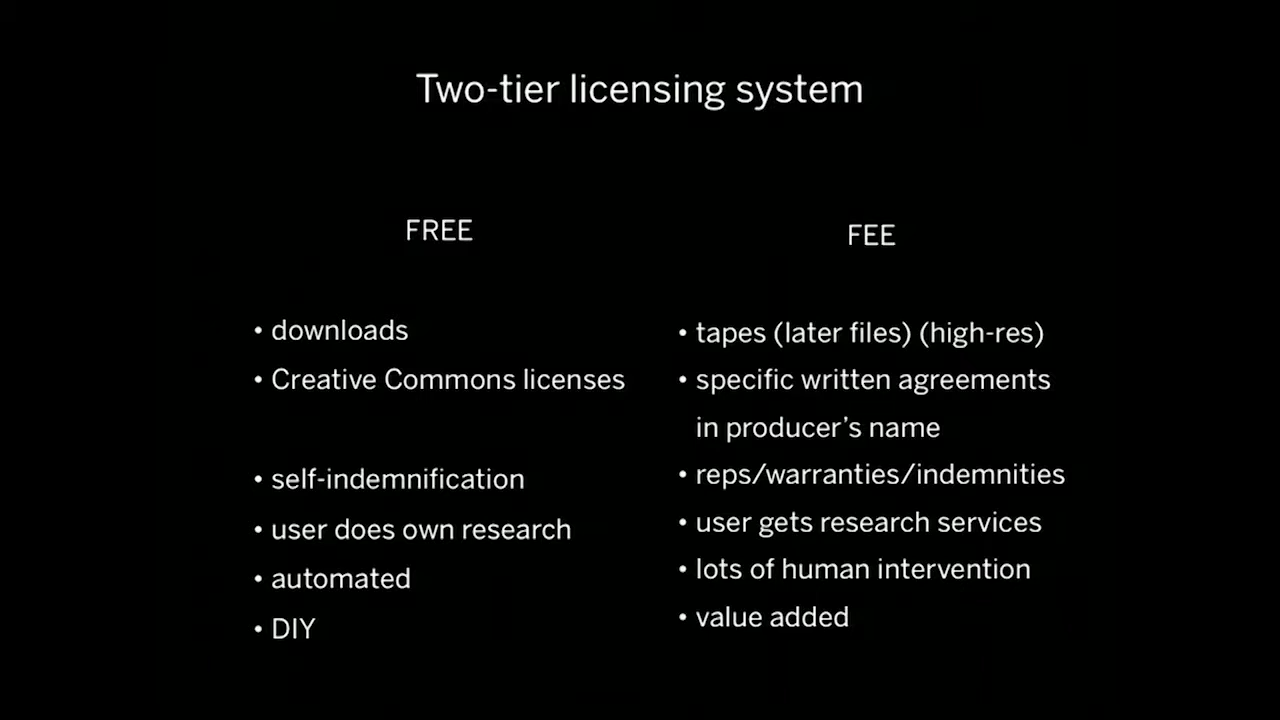 Two-tier licensing system
FREE
• downloads
• Creative Commons licenses
• self-indemnification
• user does own research
• automated
• DIY
FEE
• tapes (later files) (high-res)
• specific written agreements
in producer’s name
• reps/warranties/indemnities
• user gets research services
• lots of human intervention
• value added